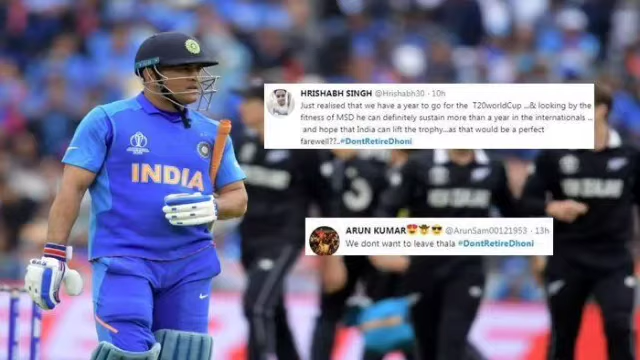 INDIA
HRISHABH SINGH @Hrishabh30 · 10h
Just realised that we have a year to go for the T20worldCup ...& looking by the
fitness of MSD he can definitely sustain more than a year in the internationals ..
and hope that India can lift the trophy...as that would be a perfect
farewell??..#DontRetireDhoni
ARUN KUMAR😍🤠😎 @ArunSam00121953 · 13h
We dont want to leave thala #DontRetireDhoni